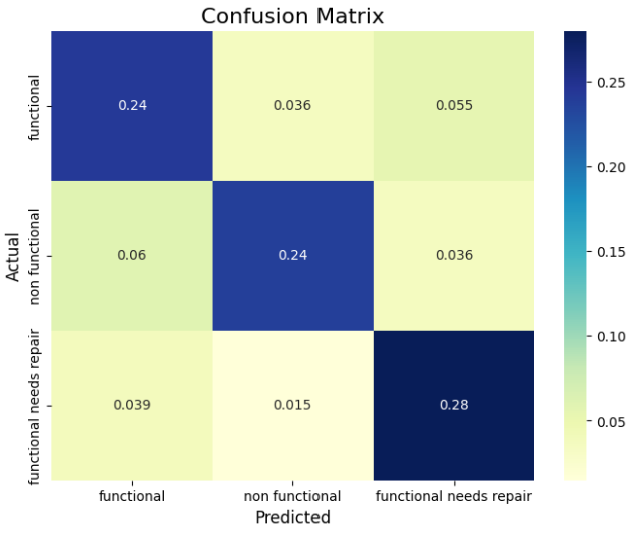 Confusion Matrix
functional
0.24
0.036
0.055
0.25
0.20
Actual
non functional
0.06
0.24
0.036
0.15
0.10
functional needs repair
0.039
0.015
0.28
0.05
functional
non functional
functional needs repair
Predicted